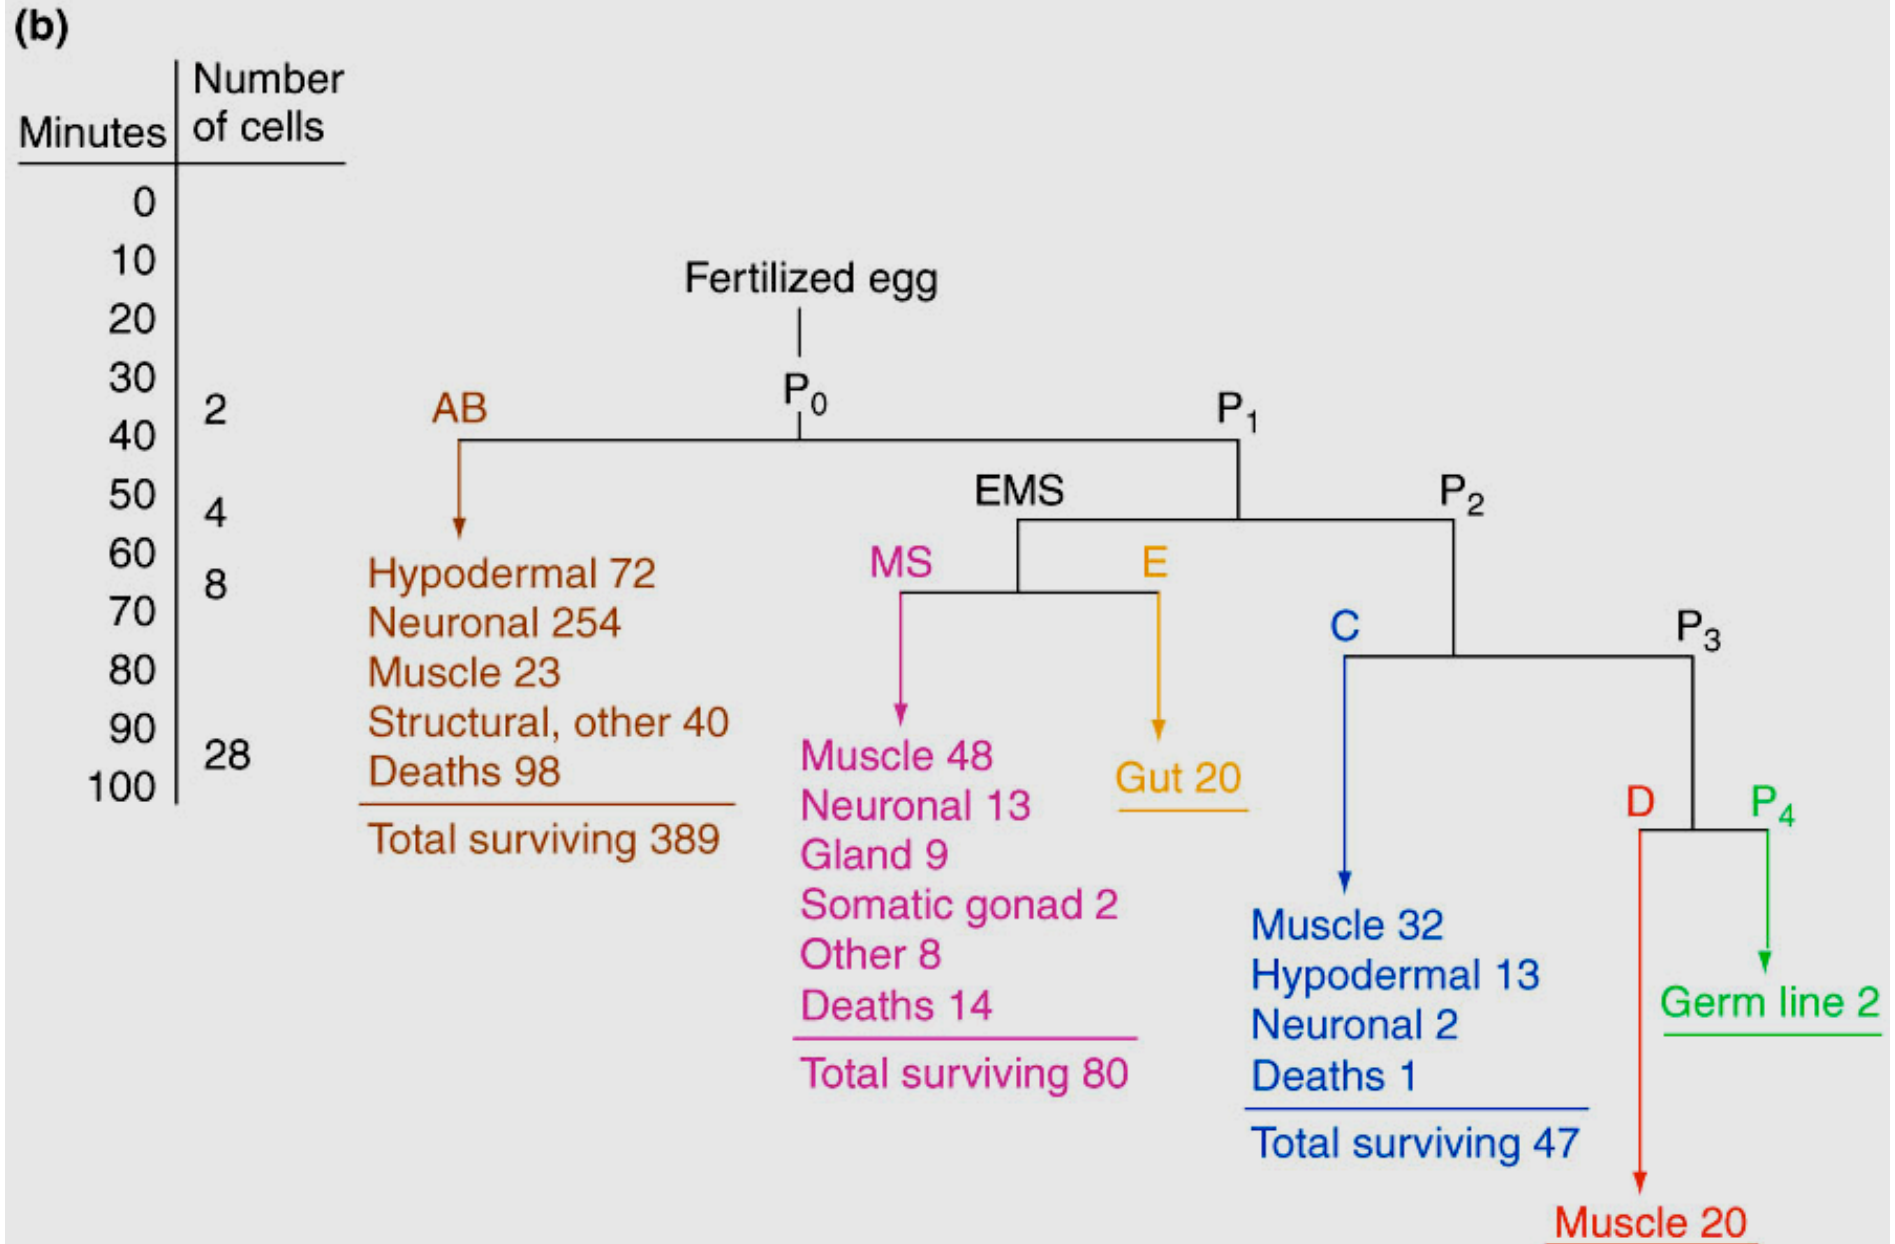 (b)
Minutes
Number
of cells
0
10
20
30
2
40
50
4
60
8
70
80
90
28
100
Fertilized egg
P0
AB
P1
EMS
P2
MS
E
C
P3
D
P4
Hypodermal 72
Neuronal 254
Muscle 23
Structural, other 40
Deaths 98
Total surviving 389
Muscle 48
Neuronal 13
Gland 9
Somatic gonad 2
Other 8
Deaths 14
Total surviving 80
Gut 20
Muscle 32
Hypodermal 13
Neuronal 2
Deaths 1
Total surviving 47
Germ line 2
Muscle 20